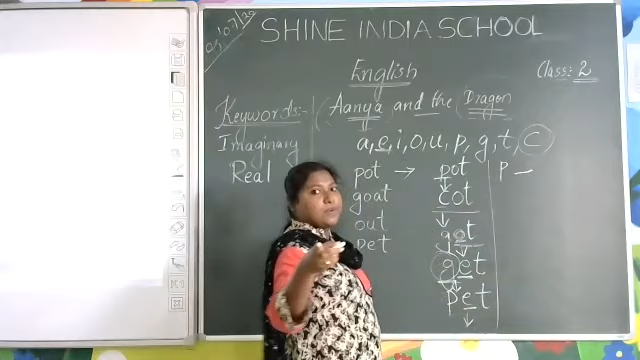 SHINE INDIA SCHOOL
English
Class: 2
Keywords:-
Imaginary
Real
Aanya and the Dragon
a, e, i, o, u, p, g, t, c
pot → pot
goat
out
pet
cot
got
get
pet
p –